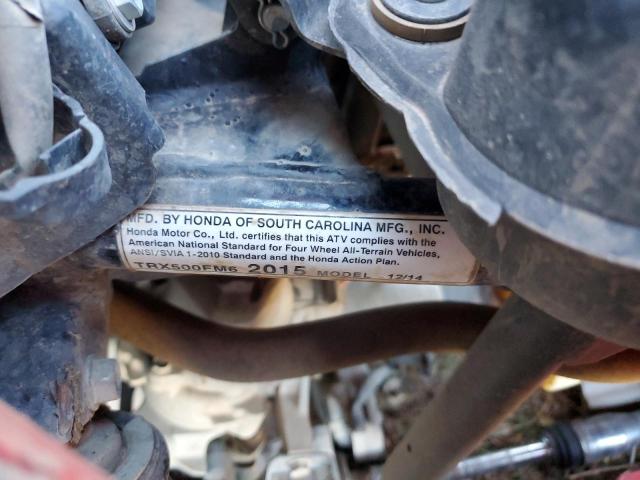 MFD. BY HONDA OF SOUTH CAROLINA MFG., INC.
Honda Motor Co., Ltd. certifies that this ATV complies with the
American National Standard for Four Wheel All-Terrain Vehicles,
ANSI/SVIA 1-2010 Standard and the Honda Action Plan.
TRX500FM6 2015 MODEL 12/14